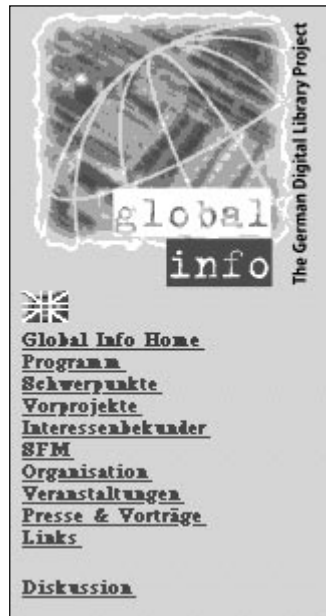 global
info
The German Digital Library Project
Global Info Home
Programm
Schwerpunkte
Vorprojekte
Interessenbekunder
SFM
Organisation
Veranstaltungen
Presse & Vorträge
Links
Diskussion